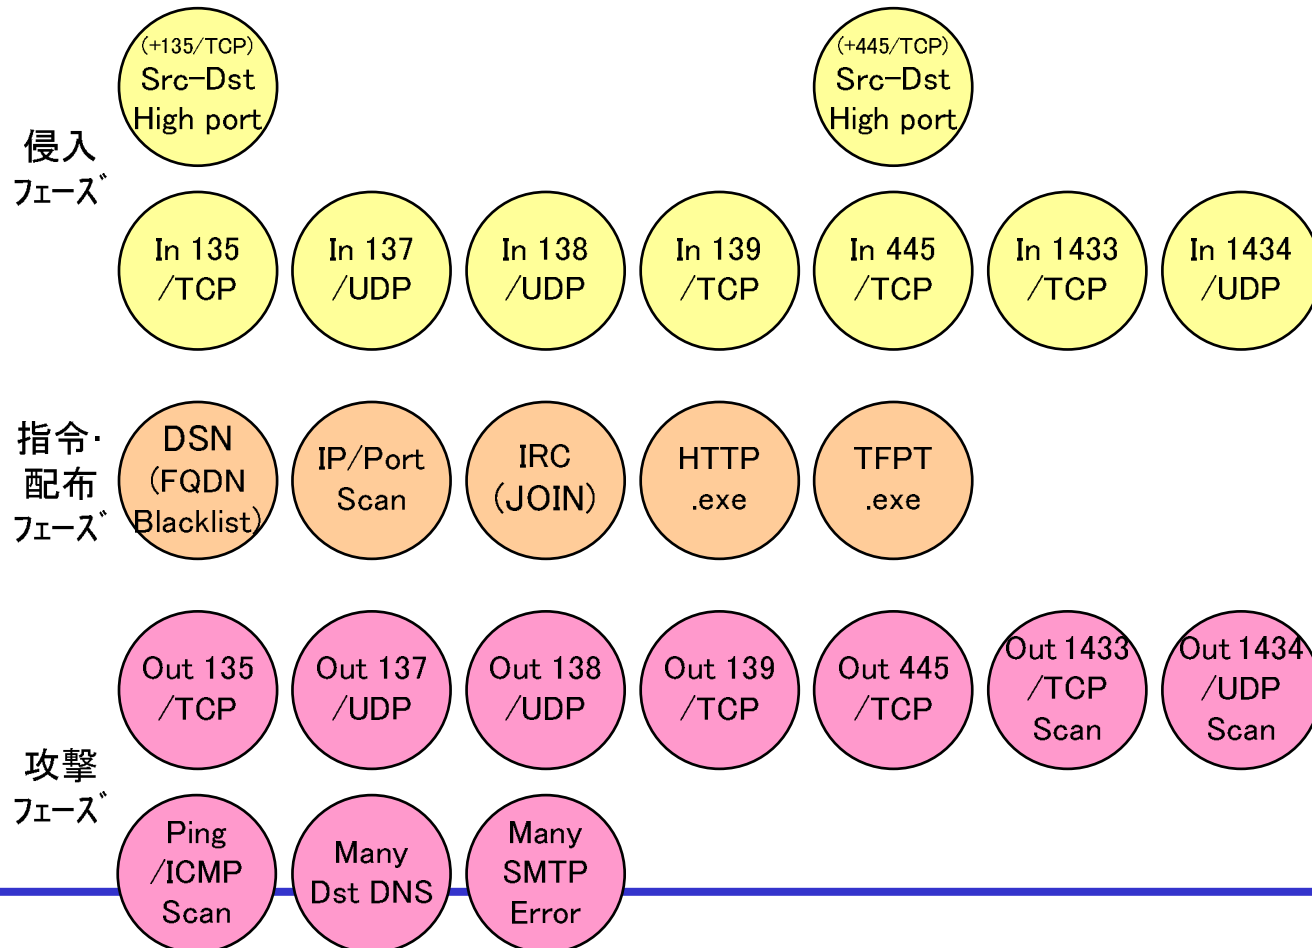 (+135/TCP)
Src-Dst
High port
(+445/TCP)
Src-Dst
High port
侵入
フェーズ
In 135
/TCP
In 137
/UDP
In 138
/UDP
In 139
/TCP
In 445
/TCP
In 1433
/TCP
In 1434
/UDP
指令・
配布
フェーズ
DSN
(FQDN
Blacklist)
IP/Port
Scan
IRC
(JOIN)
HTTP
.exe
TFPT
.exe
Out 135
/TCP
Out 137
/UDP
Out 138
/UDP
Out 139
/TCP
Out 445
/TCP
Out 1433
/TCP
Scan
Out 1434
/UDP
Scan
攻撃
フェーズ
Ping
/ICMP
Scan
Many
Dst DNS
Many
SMTP
Error